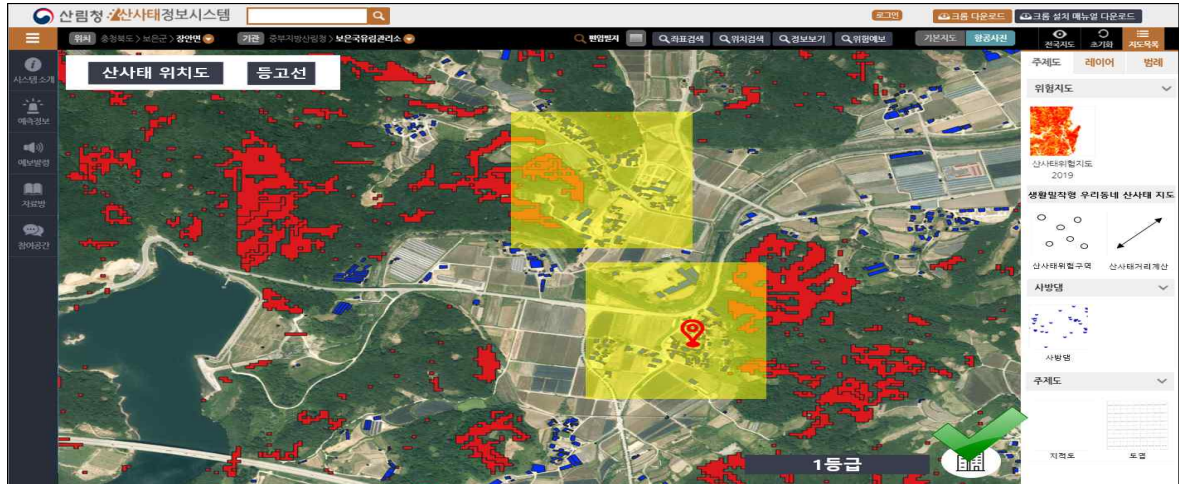 산림청 산사태정보시스템
로그인
크롬 다운로드
크롬 설치 매뉴얼 다운로드
위치 충청북도 > 보은군 > 장안면
기관 중부지방산림청 > 보은국유림관리소
좌표검색
위치검색
정보보기
위험예보
기본지도
항공사진
전국지도
초기화
지도목록
시스템 소개
예측정보
예보발령
자료방
참여공간
산사태 위치도
등고선
주제도 레이어 범례
위험지도
산사태위험지도
2019
생활밀착형 우리동네 산사태 지도
산사태위험구역
산사태거리계산
사방댐
사방댐
주제도
지적도
도엽
1등급